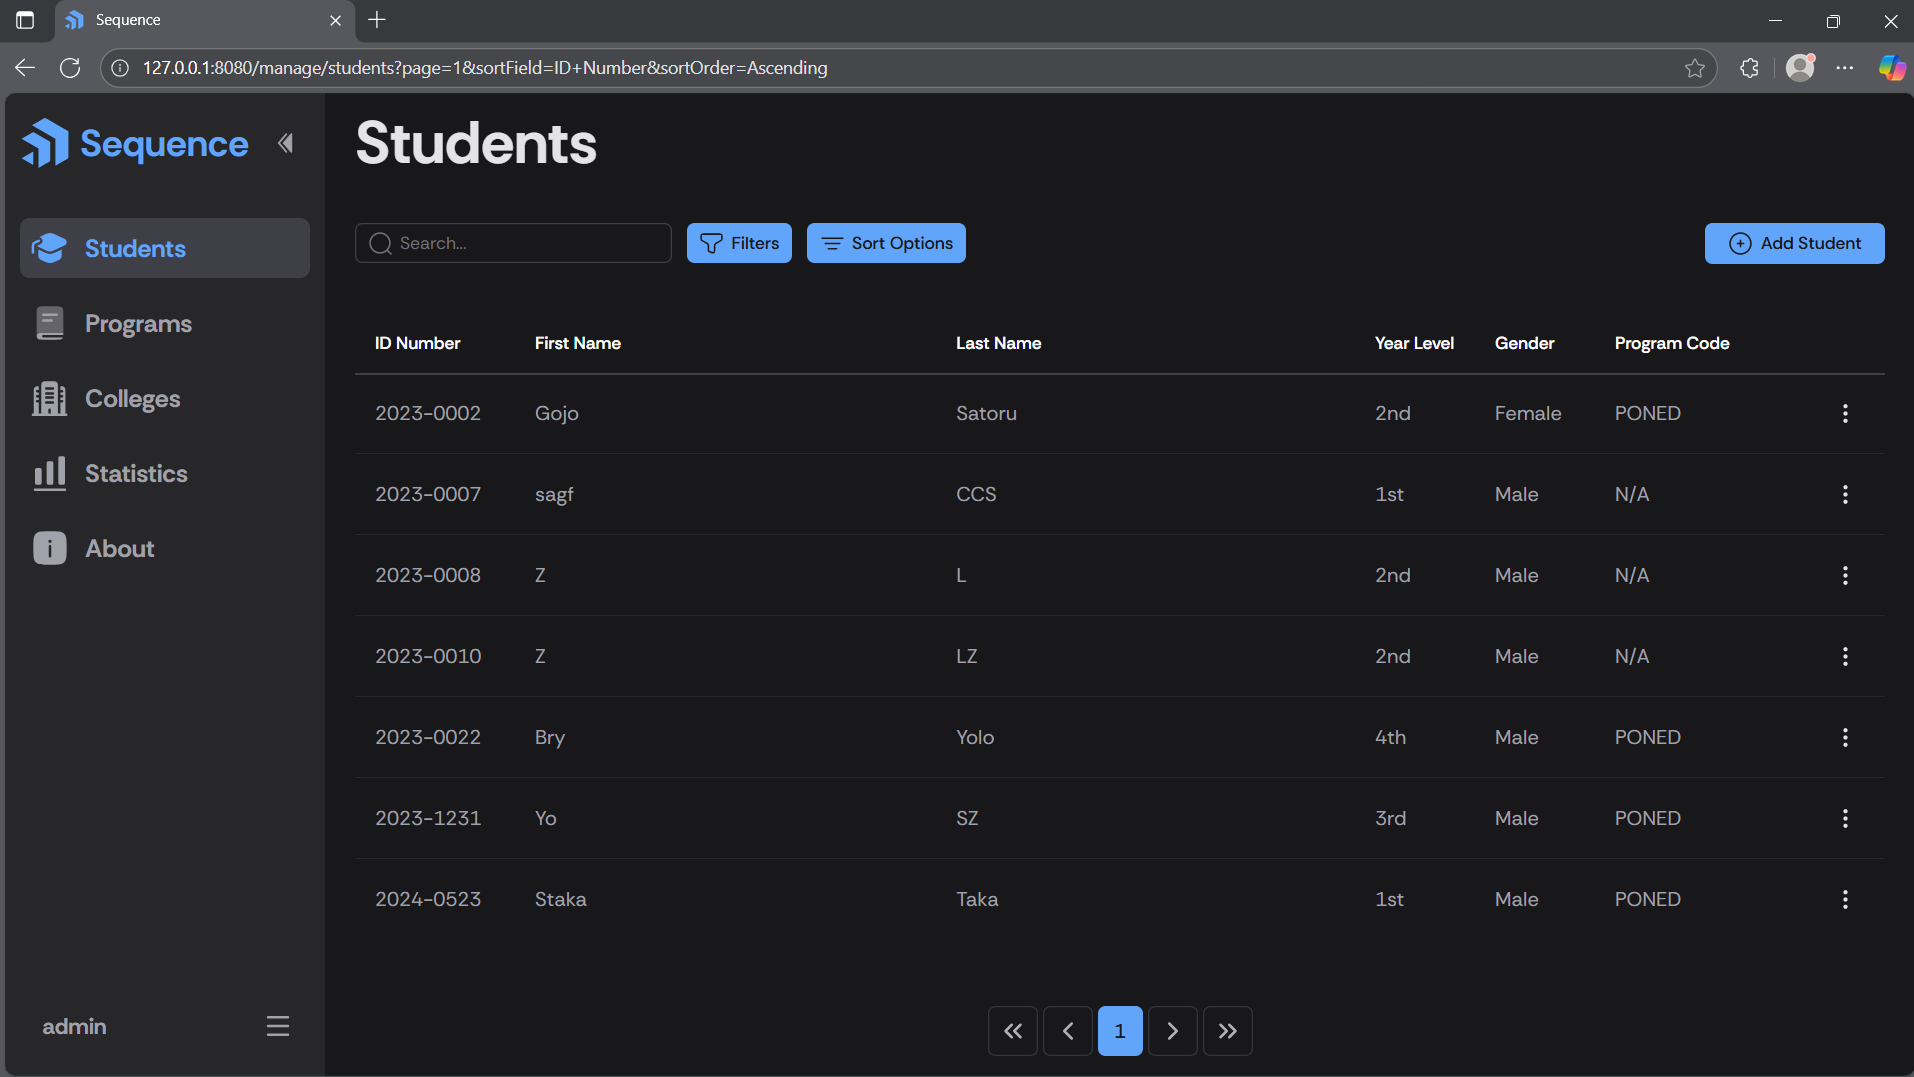 Sequence
127.0.0.1:8080/manage/students?page=1&sortField=ID+Number&sortOrder=Ascending
Sequence
Students
Programs
Colleges
Statistics
About
admin
Students
Search...
Filters
Sort Options
Add Student
ID Number First Name Last Name Year Level Gender Program Code
2023-0002 Gojo Satoru 2nd Female PONED
2023-0007 sagf CCS 1st Male N/A
2023-0008 Z L 2nd Male N/A
2023-0010 Z LZ 2nd Male N/A
2023-0022 Bry Yolo 4th Male PONED
2023-1231 Yo SZ 3rd Male PONED
2024-0523 Staka Taka 1st Male PONED
1